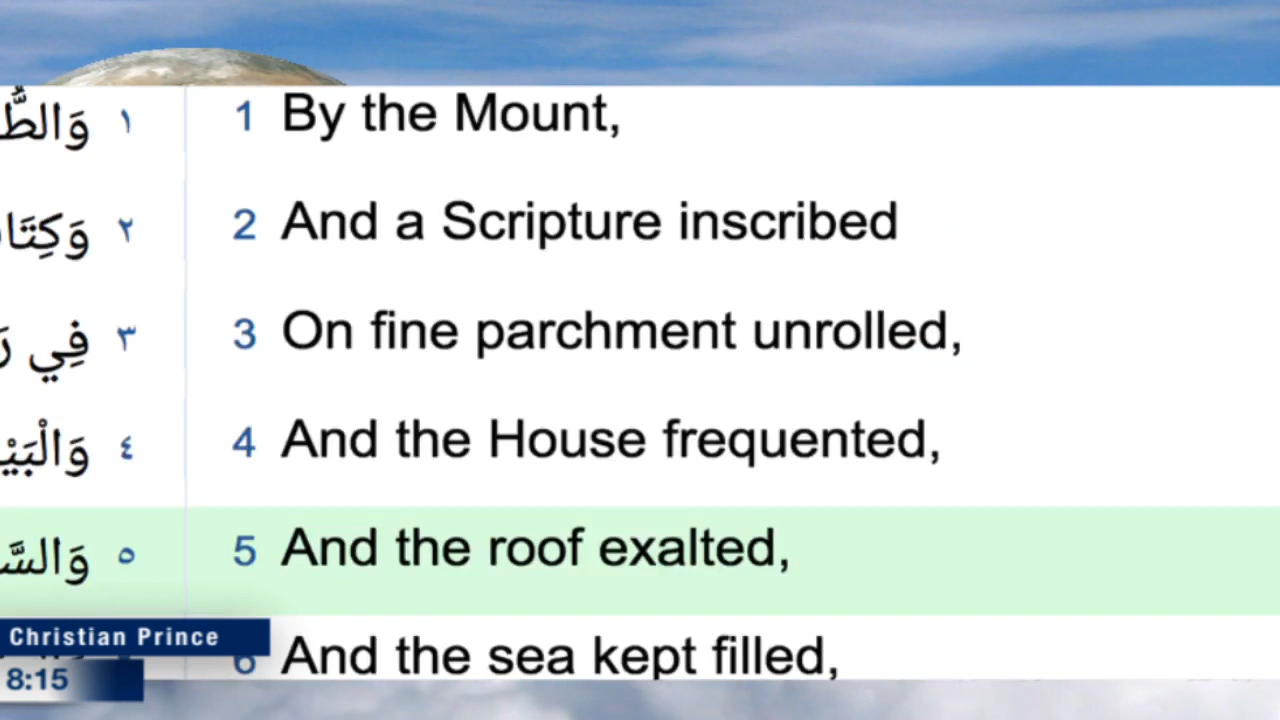 وَالطُّ ١ 1 By the Mount,
٢ 2 And a Scripture inscribed
فِي ٣ 3 On fine parchment unrolled,
٤ 4 And the House frequented,
٥ 5 And the roof exalted,
6 And the sea kept filled,
Christian Prince
8:15